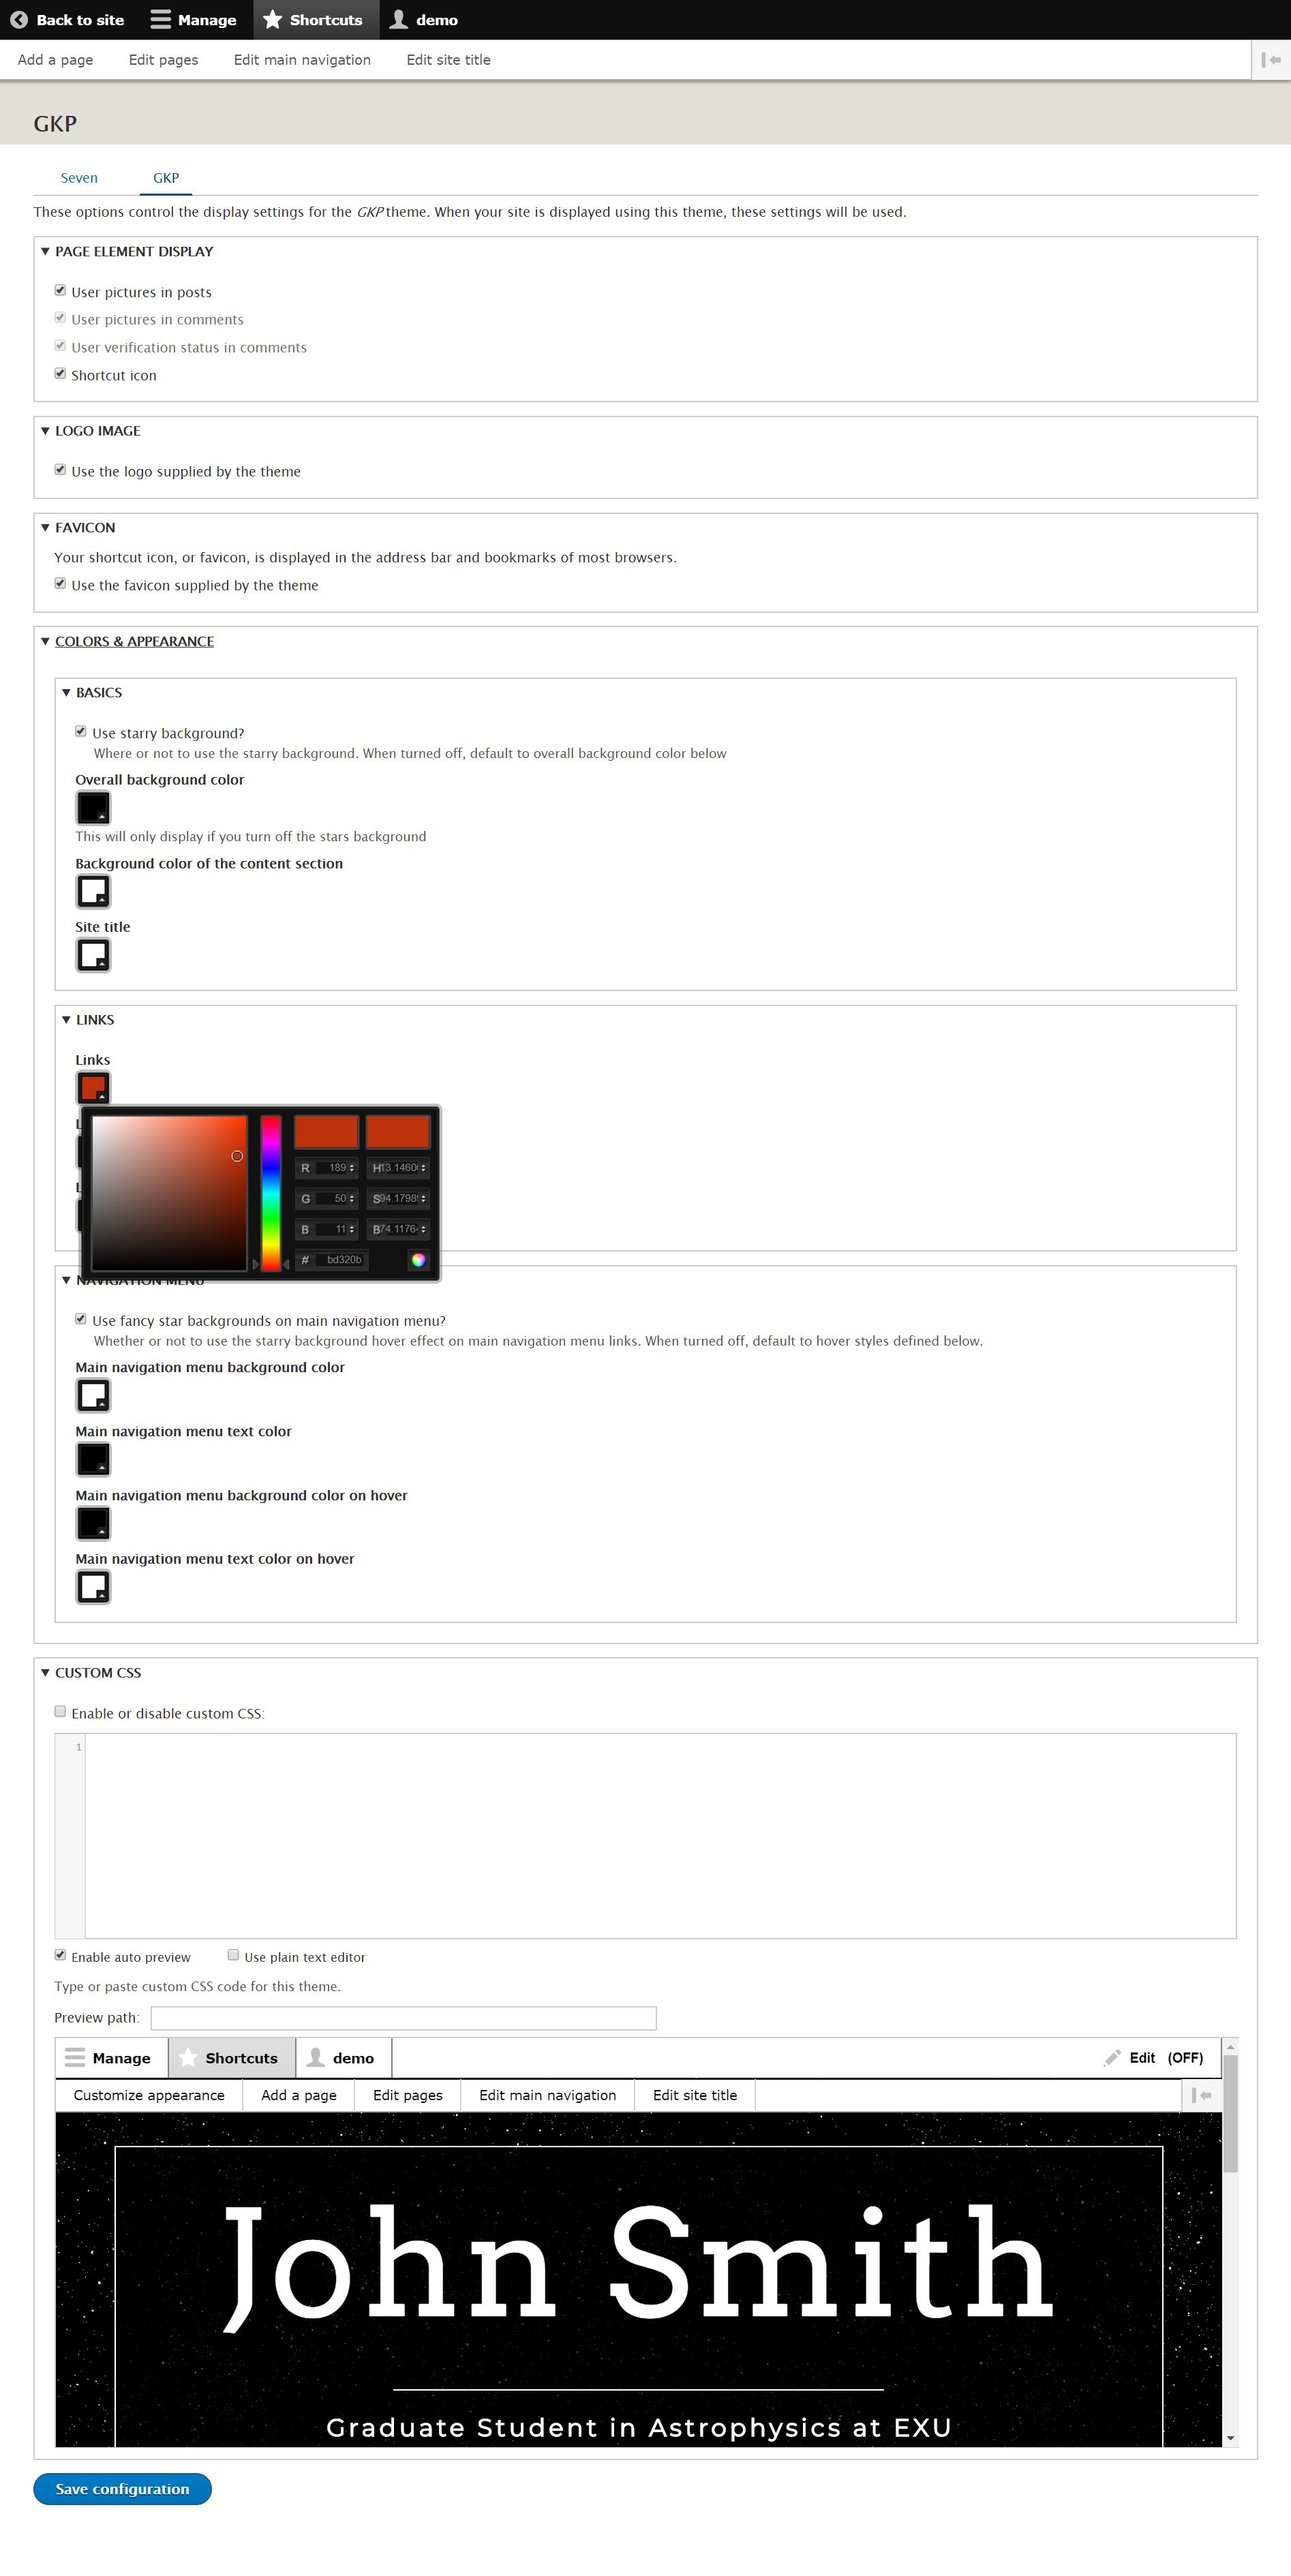 Back to site Manage Shortcuts demo
Add a page Edit pages Edit main navigation Edit site title
GKP
Seven GKP
These options control the display settings for the GKP theme. When your site is displayed using this theme, these settings will be used.
PAGE ELEMENT DISPLAY
User pictures in posts
User pictures in comments
User verification status in comments
Shortcut icon
LOGO IMAGE
Use the logo supplied by the theme
FAVICON
Your shortcut icon, or favicon, is displayed in the address bar and bookmarks of most browsers.
Use the favicon supplied by the theme
COLORS & APPEARANCE
BASICS
Use starry background?
Where or not to use the starry background. When turned off, default to overall background color below
Overall background color
This will only display if you turn off the stars background
Background color of the content section
Site title
LINKS
Links
R 189 H 13.1460
G 50 S 94.1798
B 11 B 74.1176
# bd320b
NAVIGATION MENU
Use fancy star backgrounds on main navigation menu?
Whether or not to use the starry background hover effect on main navigation menu links. When turned off, default to hover styles defined below.
Main navigation menu background color
Main navigation menu text color
Main navigation menu background color on hover
Main navigation menu text color on hover
CUSTOM CSS
Enable or disable custom CSS:
1
Enable auto preview Use plain text editor
Type or paste custom CSS code for this theme.
Preview path:
Manage Shortcuts demo Edit (OFF)
Customize appearance Add a page Edit pages Edit main navigation Edit site title
John Smith
Graduate Student in Astrophysics at EXU
Save configuration